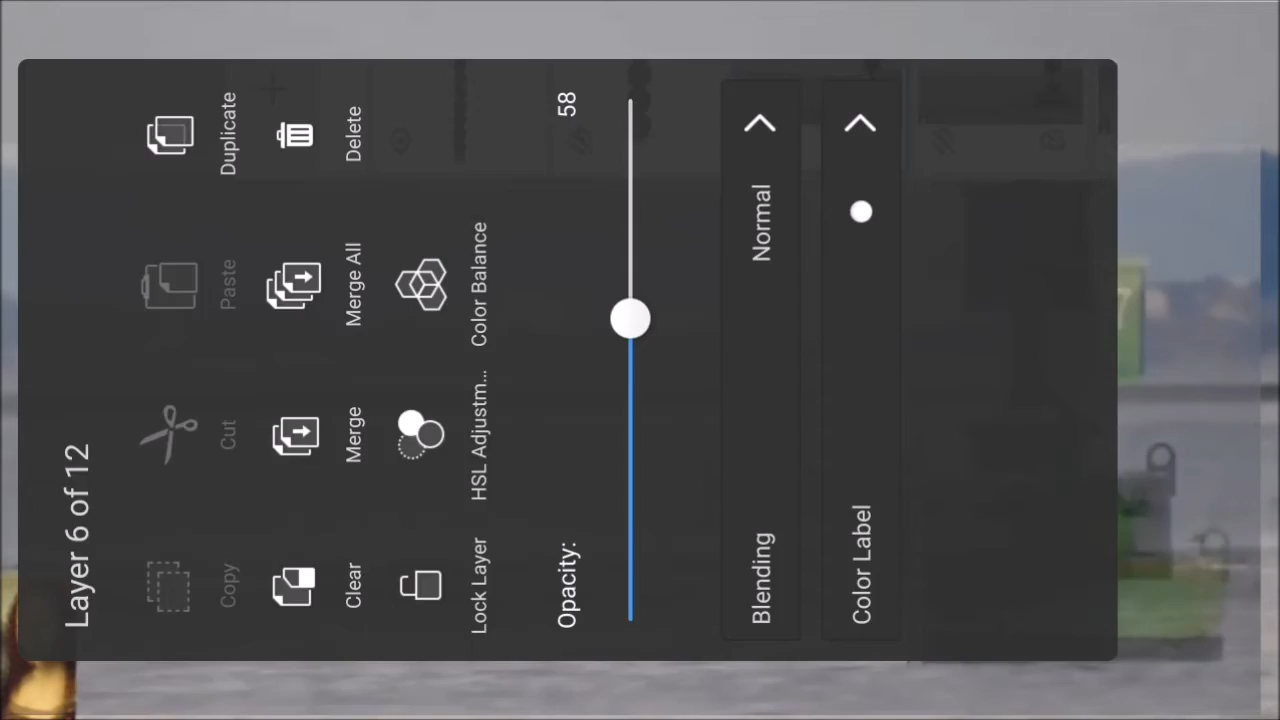 Layer 6 of 12
Copy
Cut
Paste
Duplicate
Clear
Merge
Merge All
Delete
Lock Layer
HSL Adjustm...
Color Balance
Opacity:
58
Blending
Normal
Color Label
7